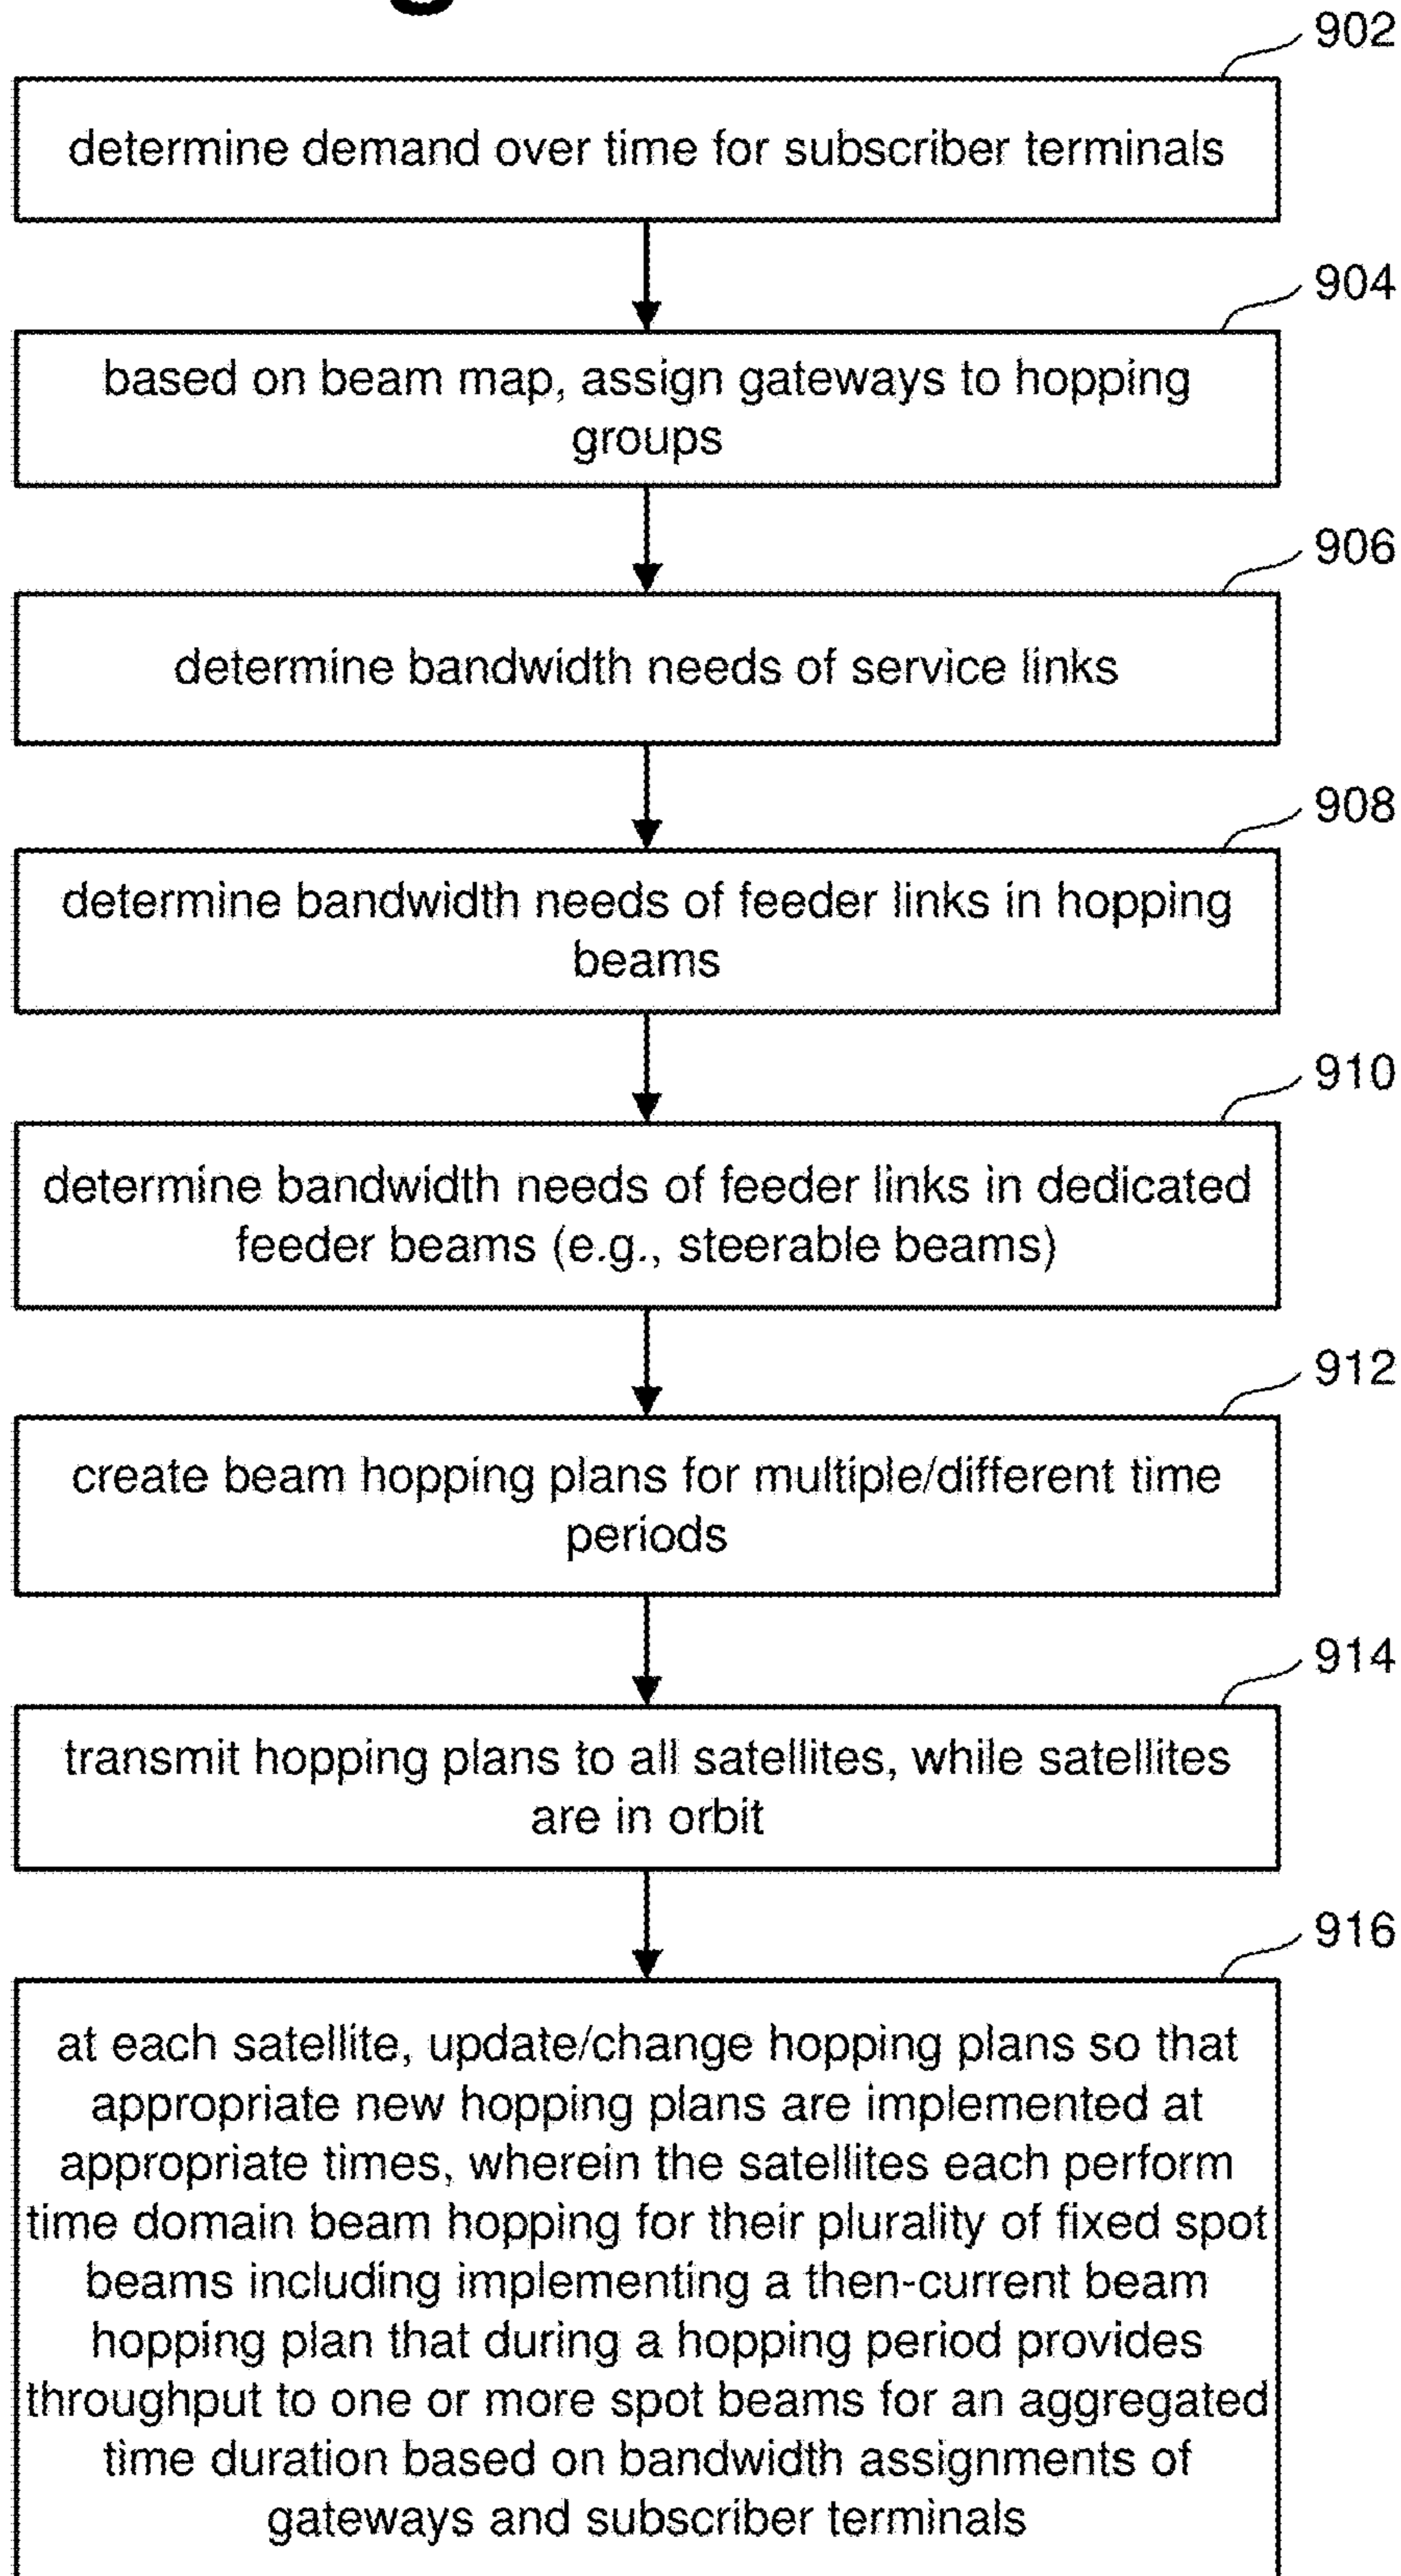 902
determine demand over time for subscriber terminals
904
based on beam map, assign gateways to hopping
groups
906
determine bandwidth needs of service links
908
determine bandwidth needs of feeder links in hopping
beams
910
determine bandwidth needs of feeder links in dedicated
feeder beams (e.g., steerable beams)
912
create beam hopping plans for multiple/different time
periods
914
transmit hopping plans to all satellites, while satellites
are in orbit
916
at each satellite, update/change hopping plans so that
appropriate new hopping plans are implemented at
appropriate times, wherein the satellites each perform
time domain beam hopping for their plurality of fixed spot
beams including implementing a then-current beam
hopping plan that during a hopping period provides
throughput to one or more spot beams for an aggregated
time duration based on bandwidth assignments of
gateways and subscriber terminals